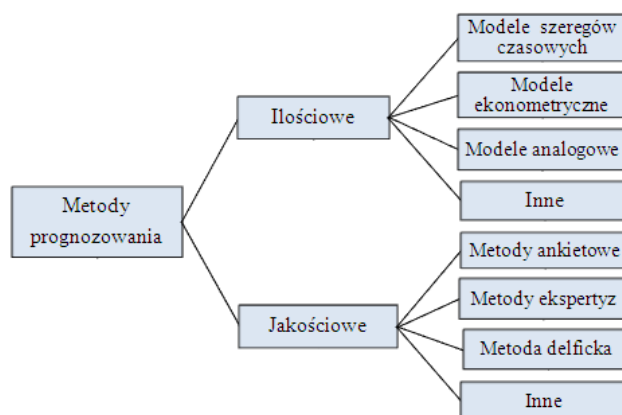 Modele szeregów
czasowych
Modele
ekonometryczne
Ilościowe
Modele analogowe
Inne
Metody
prognozowania
Metody ankietowe
Metody ekspertyz
Jakościowe
Metoda delficka
Inne